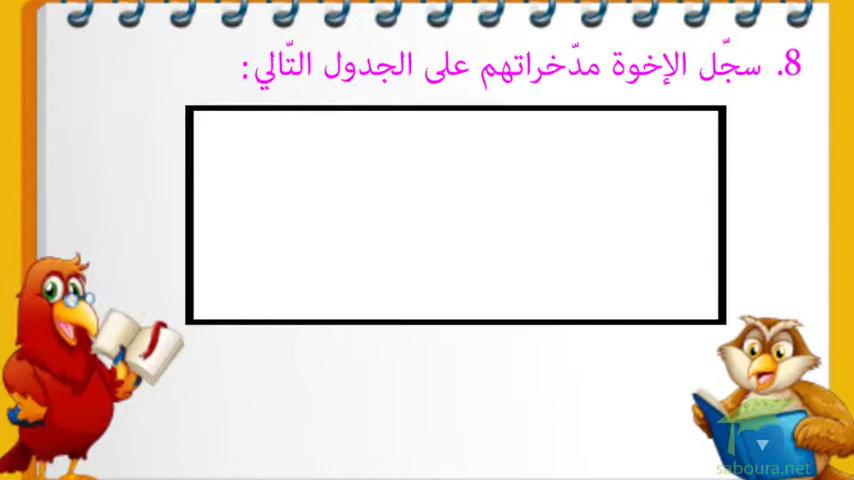 8. سجّل الإخوة مدّخراتهم على الجدول التّالي:
saboura.net